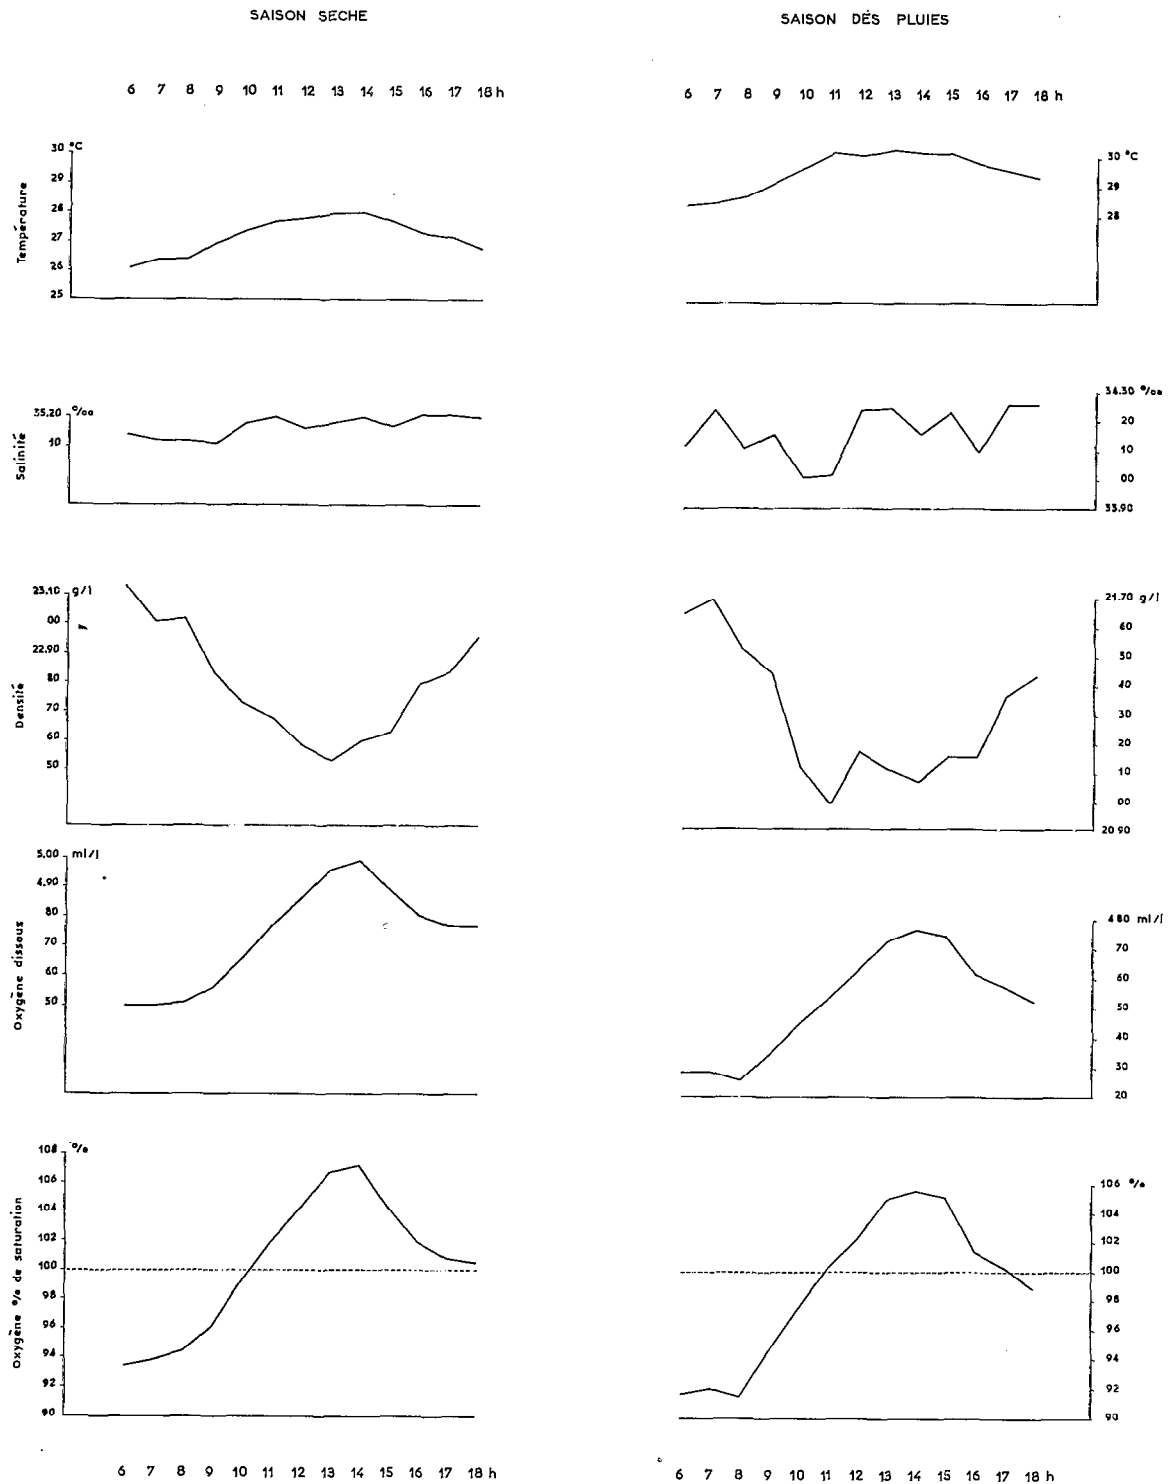 SAISON SECHE
SAISON DÉS PLUIES
6 7 8 9 10 11 12 13 14 15 16 17 18 h
6 7 8 9 10 11 12 13 14 15 16 17 18 h
Température
30 °C
29
28
27
26
25
30 °C
29
28
Salinité
35.20 °/oo
10
34.30 °/oo
20
10
00
33.90
Densité
23.10 g/l
00
22.90
80
70
60
50
21.70 g/l
60
50
40
30
20
10
00
20 90
Oxygène dissous
5,00 ml/l
4.90
80
70
60
50
4.80 ml/l
70
60
50
40
30
20
Oxygène °/o de saturation
108 °/o
106
104
102
100
98
96
94
92
90
106 °/o
104
102
100
98
96
94
92
90
6 7 8 9 10 11 12 13 14 15 16 17 18 h
6 7 8 9 10 11 12 13 14 15 16 17 18 h